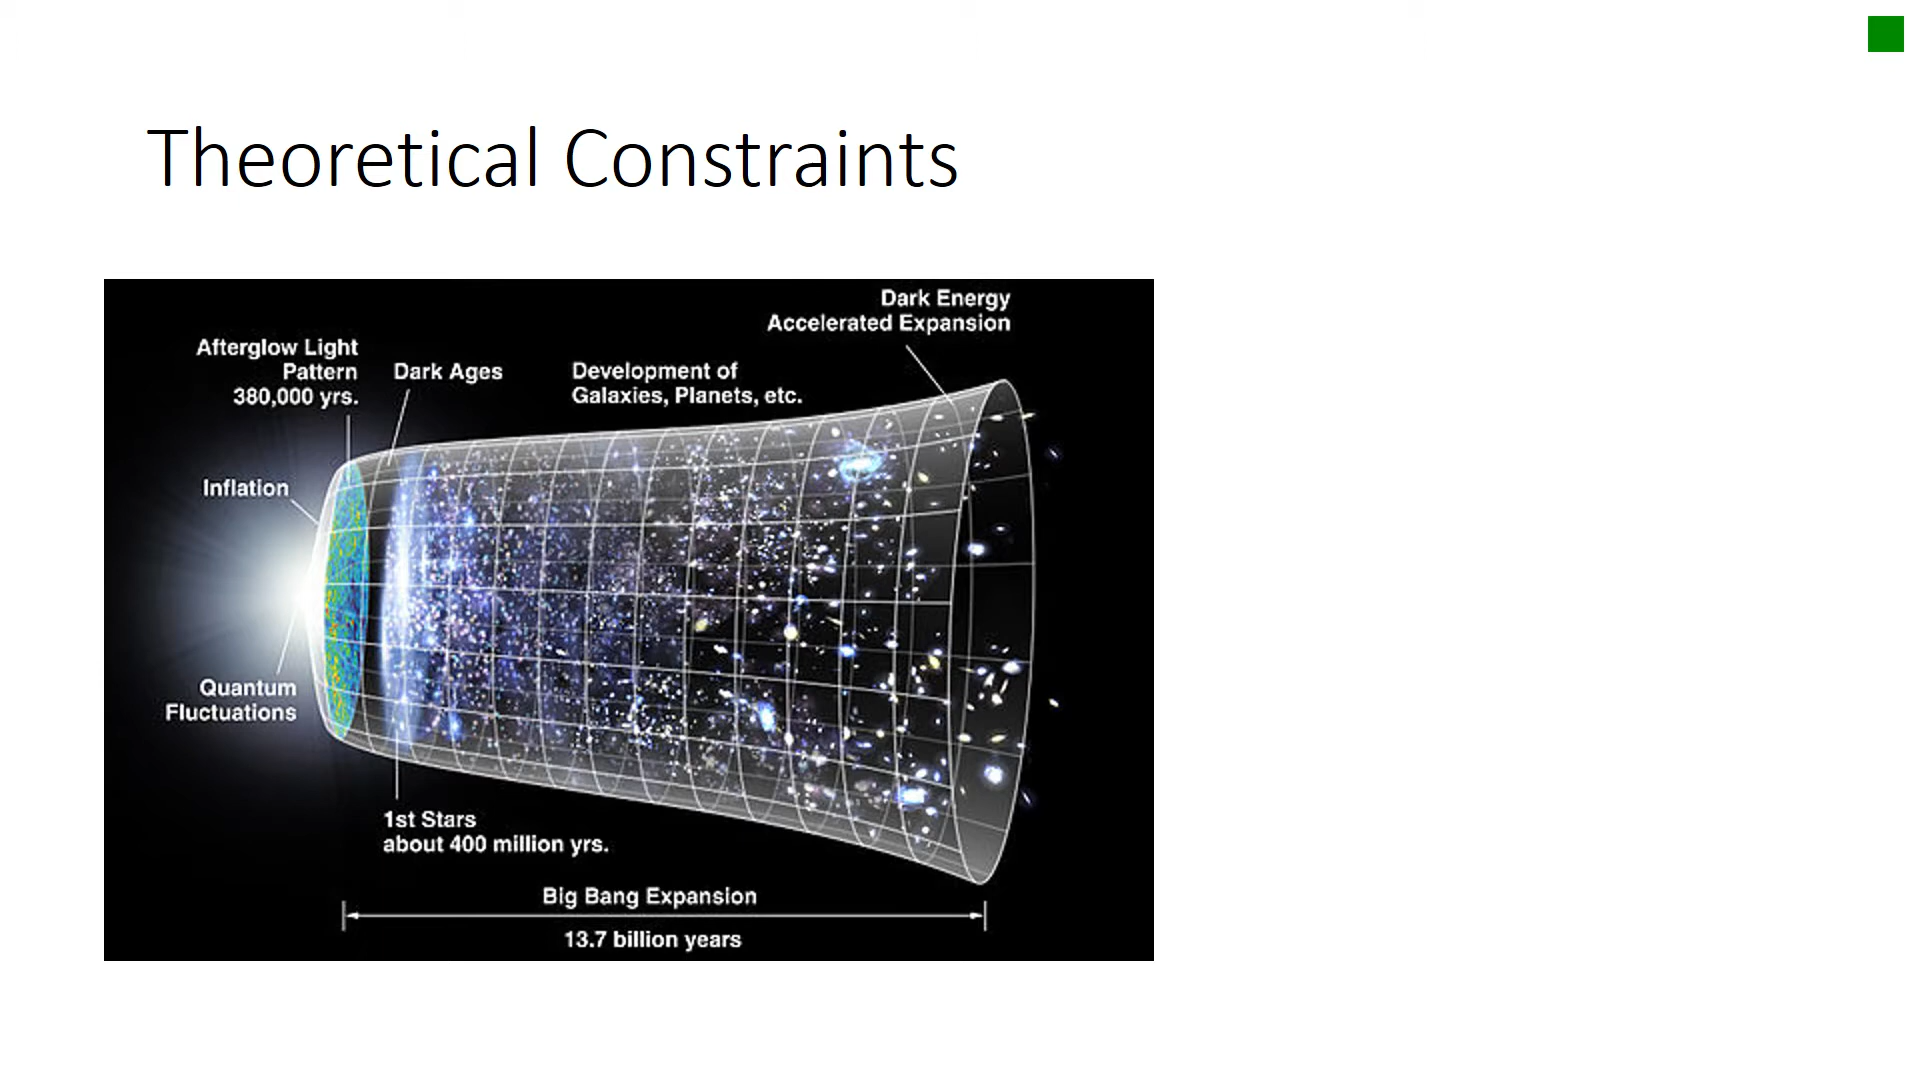 Theoretical Constraints
Dark Energy
Accelerated Expansion
Afterglow Light
Pattern
380,000 yrs.
Dark Ages
Development of
Galaxies, Planets, etc.
Inflation
Quantum
Fluctuations
1st Stars
about 400 million yrs.
Big Bang Expansion
13.7 billion years